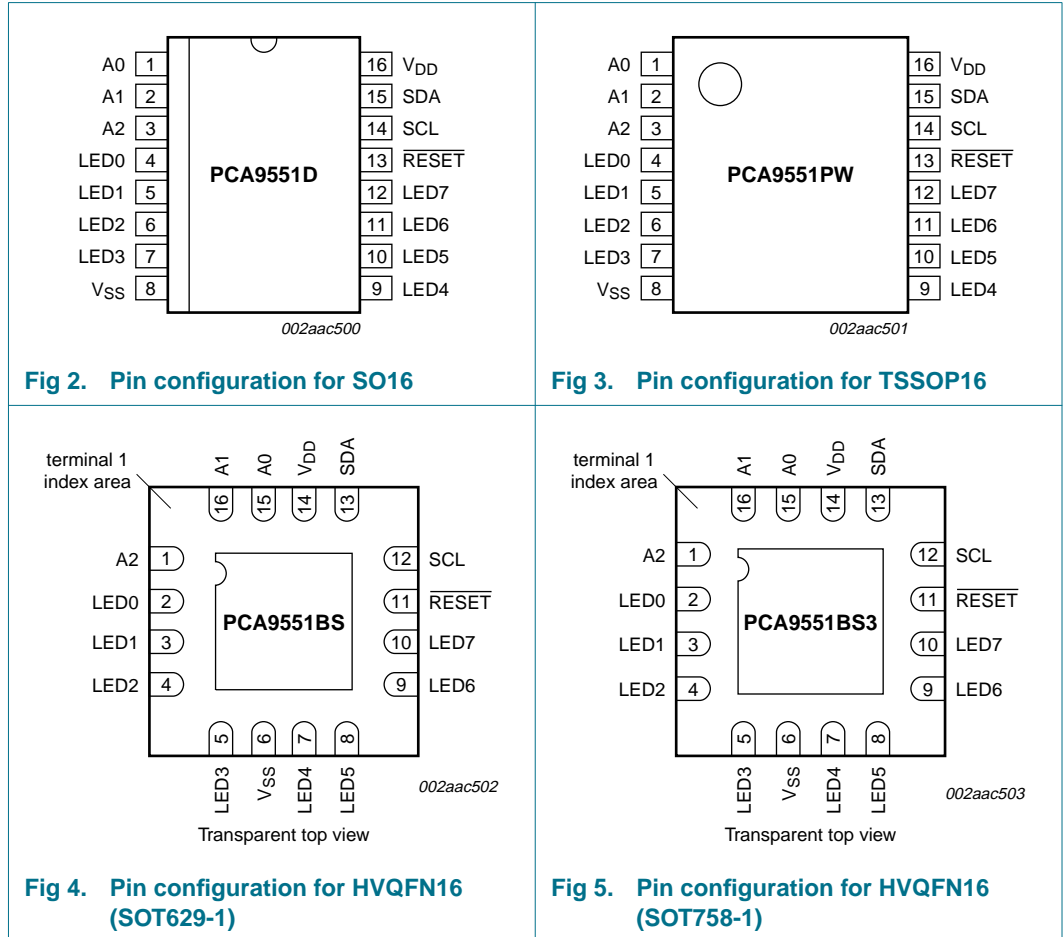 A0 1
A1 2
A2 3
LED0 4
LED1 5
LED2 6
LED3 7
VSS 8
PCA9551D
16 VDD
15 SDA
14 SCL
13 RESET
12 LED7
11 LED6
10 LED5
9 LED4
002aac500
Fig 2. Pin configuration for SO16
A0 1
A1 2
A2 3
LED0 4
LED1 5
LED2 6
LED3 7
VSS 8
PCA9551PW
16 VDD
15 SDA
14 SCL
13 RESET
12 LED7
11 LED6
10 LED5
9 LED4
002aac501
Fig 3. Pin configuration for TSSOP16
terminal 1
index area
A1 A0 VDD SDA
16 15 14 13
A2 1
LED0 2
LED1 3
LED2 4
PCA9551BS
12 SCL
11 RESET
10 LED7
9 LED6
5 6 7 8
LED3 VSS LED4 LED5
002aac502
Transparent top view
Fig 4. Pin configuration for HVQFN16
(SOT629-1)
terminal 1
index area
A1 A0 VDD SDA
16 15 14 13
A2 1
LED0 2
LED1 3
LED2 4
PCA9551BS3
12 SCL
11 RESET
10 LED7
9 LED6
5 6 7 8
LED3 VSS LED4 LED5
002aac503
Transparent top view
Fig 5. Pin configuration for HVQFN16
(SOT758-1)